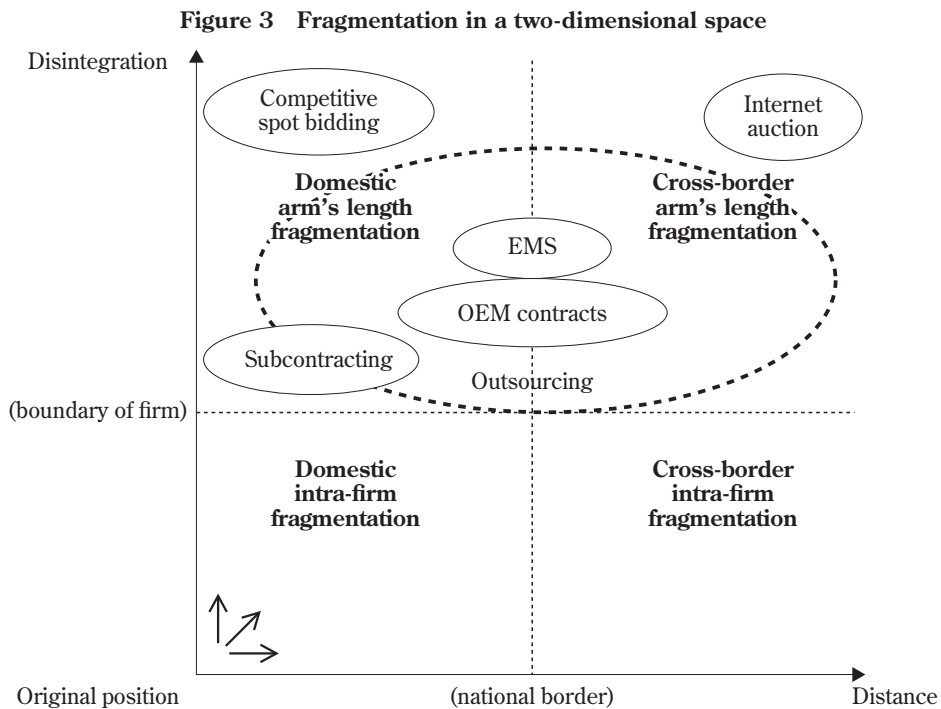 Figure 3 Fragmentation in a two-dimensional space
Disintegration
Competitive
spot bidding
Internet
auction
Domestic
arm's length
fragmentation
Cross-border
arm's length
fragmentation
EMS
OEM contracts
Subcontracting
Outsourcing
(boundary of firm)
Domestic
intra-firm
fragmentation
Cross-border
intra-firm
fragmentation
Original position
(national border)
Distance